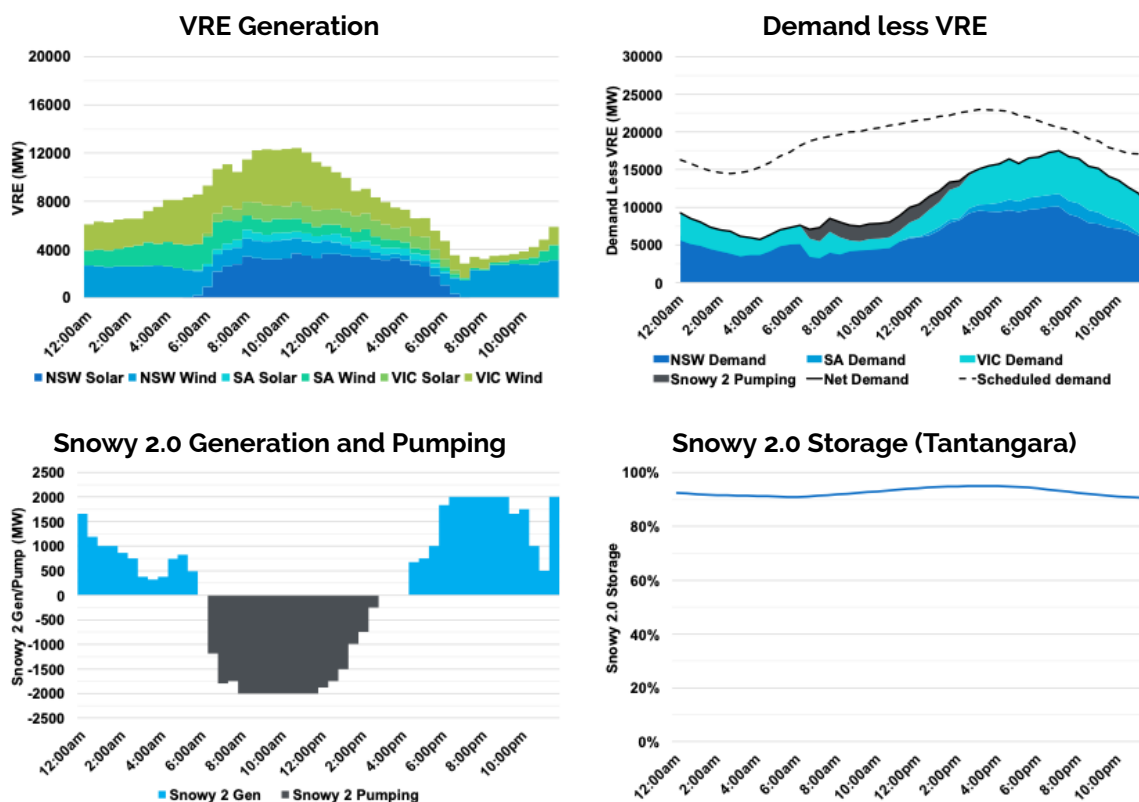 VRE Generation
20000
16000
12000
8000
4000
0
VRE (MW)
12:00am
2:00am
4:00am
6:00am
8:00am
10:00am
12:00pm
2:00pm
4:00pm
6:00pm
8:00pm
10:00pm
NSW Solar NSW Wind SA Solar SA Wind VIC Solar VIC Wind
Demand less VRE
30000
25000
20000
15000
10000
5000
0
Demand Less VRE (MW)
12:00am
2:00am
4:00am
6:00am
8:00am
10:00am
12:00pm
2:00pm
4:00pm
6:00pm
8:00pm
10:00pm
NSW Demand SA Demand VIC Demand
Snowy 2 Pumping Net Demand Scheduled demand
Snowy 2.0 Generation and Pumping
2500
2000
1500
1000
500
0
-500
-1000
-1500
-2000
-2500
Snowy 2 Gen/Pump (MW)
12:00am
2:00am
4:00am
6:00am
8:00am
10:00am
12:00pm
2:00pm
4:00pm
6:00pm
8:00pm
10:00pm
Snowy 2 Gen Snowy 2 Pumping
Snowy 2.0 Storage (Tantangara)
100%
80%
60%
40%
20%
0%
Snowy 2.0 Storage
12:00am
2:00am
4:00am
6:00am
8:00am
10:00am
12:00pm
2:00pm
4:00pm
6:00pm
8:00pm
10:00pm